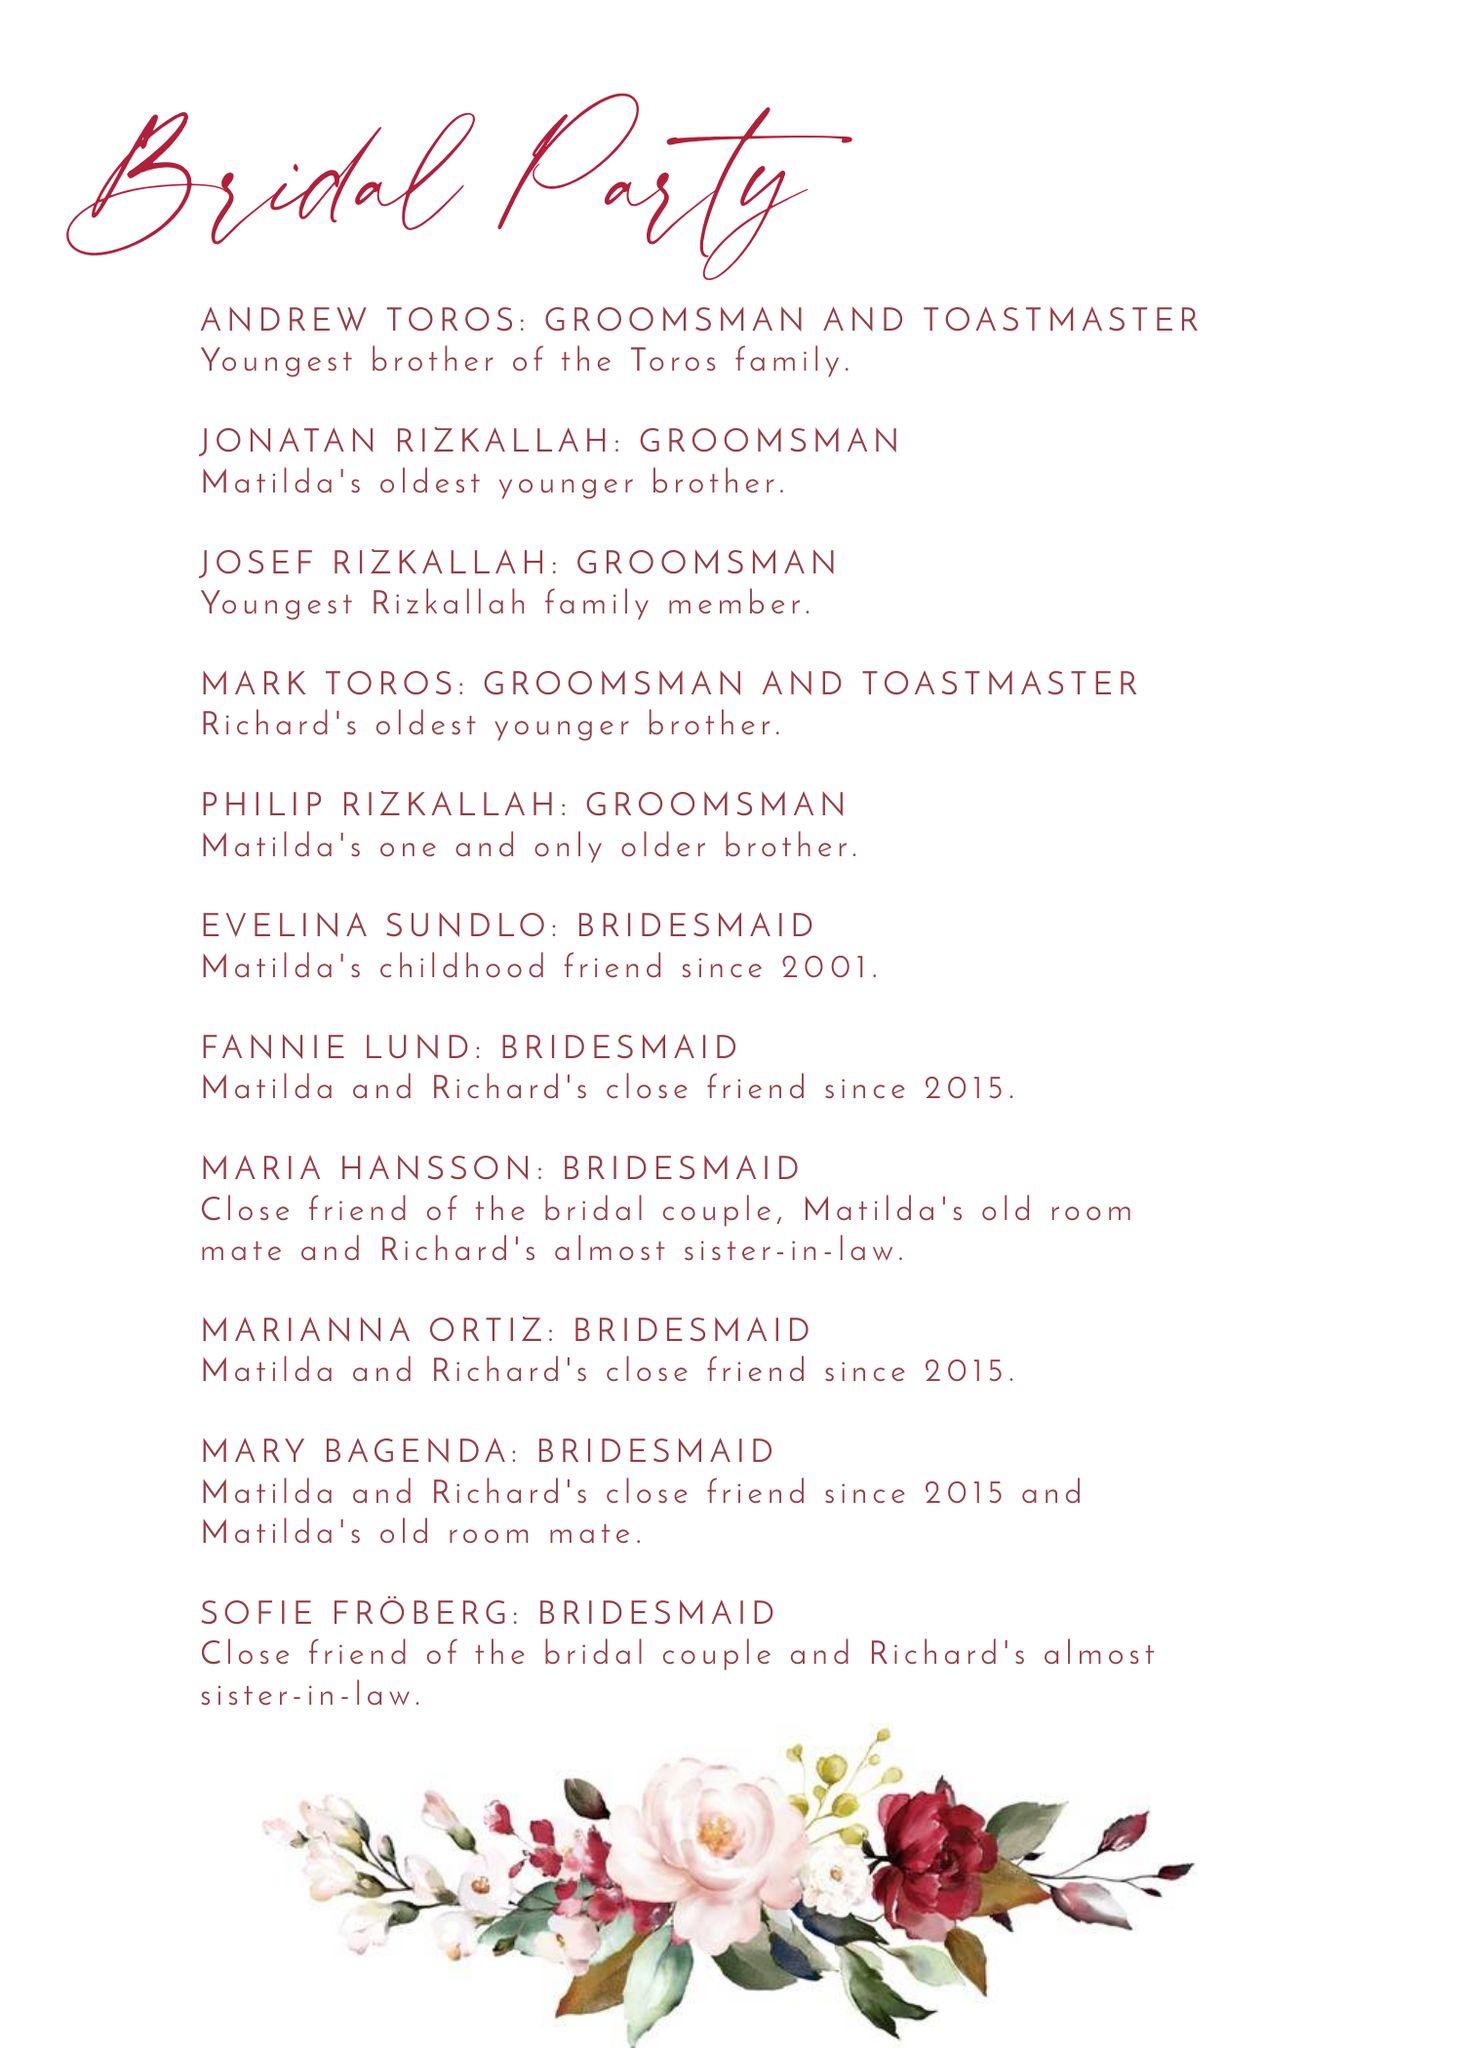 Bridal Party
ANDREW TOROS: GROOMSMAN AND TOASTMASTER
Youngest brother of the Toros family.
JONATAN RIZKALLAH: GROOMSMAN
Matilda's oldest younger brother.
JOSEF RIZKALLAH: GROOMSMAN
Youngest Rizkallah family member.
MARK TOROS: GROOMSMAN AND TOASTMASTER
Richard's oldest younger brother.
PHILIP RIZKALLAH: GROOMSMAN
Matilda's one and only older brother.
EVELINA SUNDLO: BRIDESMAID
Matilda's childhood friend since 2001.
FANNIE LUND: BRIDESMAID
Matilda and Richard's close friend since 2015.
MARIA HANSSON: BRIDESMAID
Close friend of the bridal couple, Matilda's old room
mate and Richard's almost sister-in-law.
MARIANNA ORTIZ: BRIDESMAID
Matilda and Richard's close friend since 2015.
MARY BAGENDA: BRIDESMAID
Matilda and Richard's close friend since 2015 and
Matilda's old room mate.
SOFIE FRÖBERG: BRIDESMAID
Close friend of the bridal couple and Richard's almost
sister-in-law.